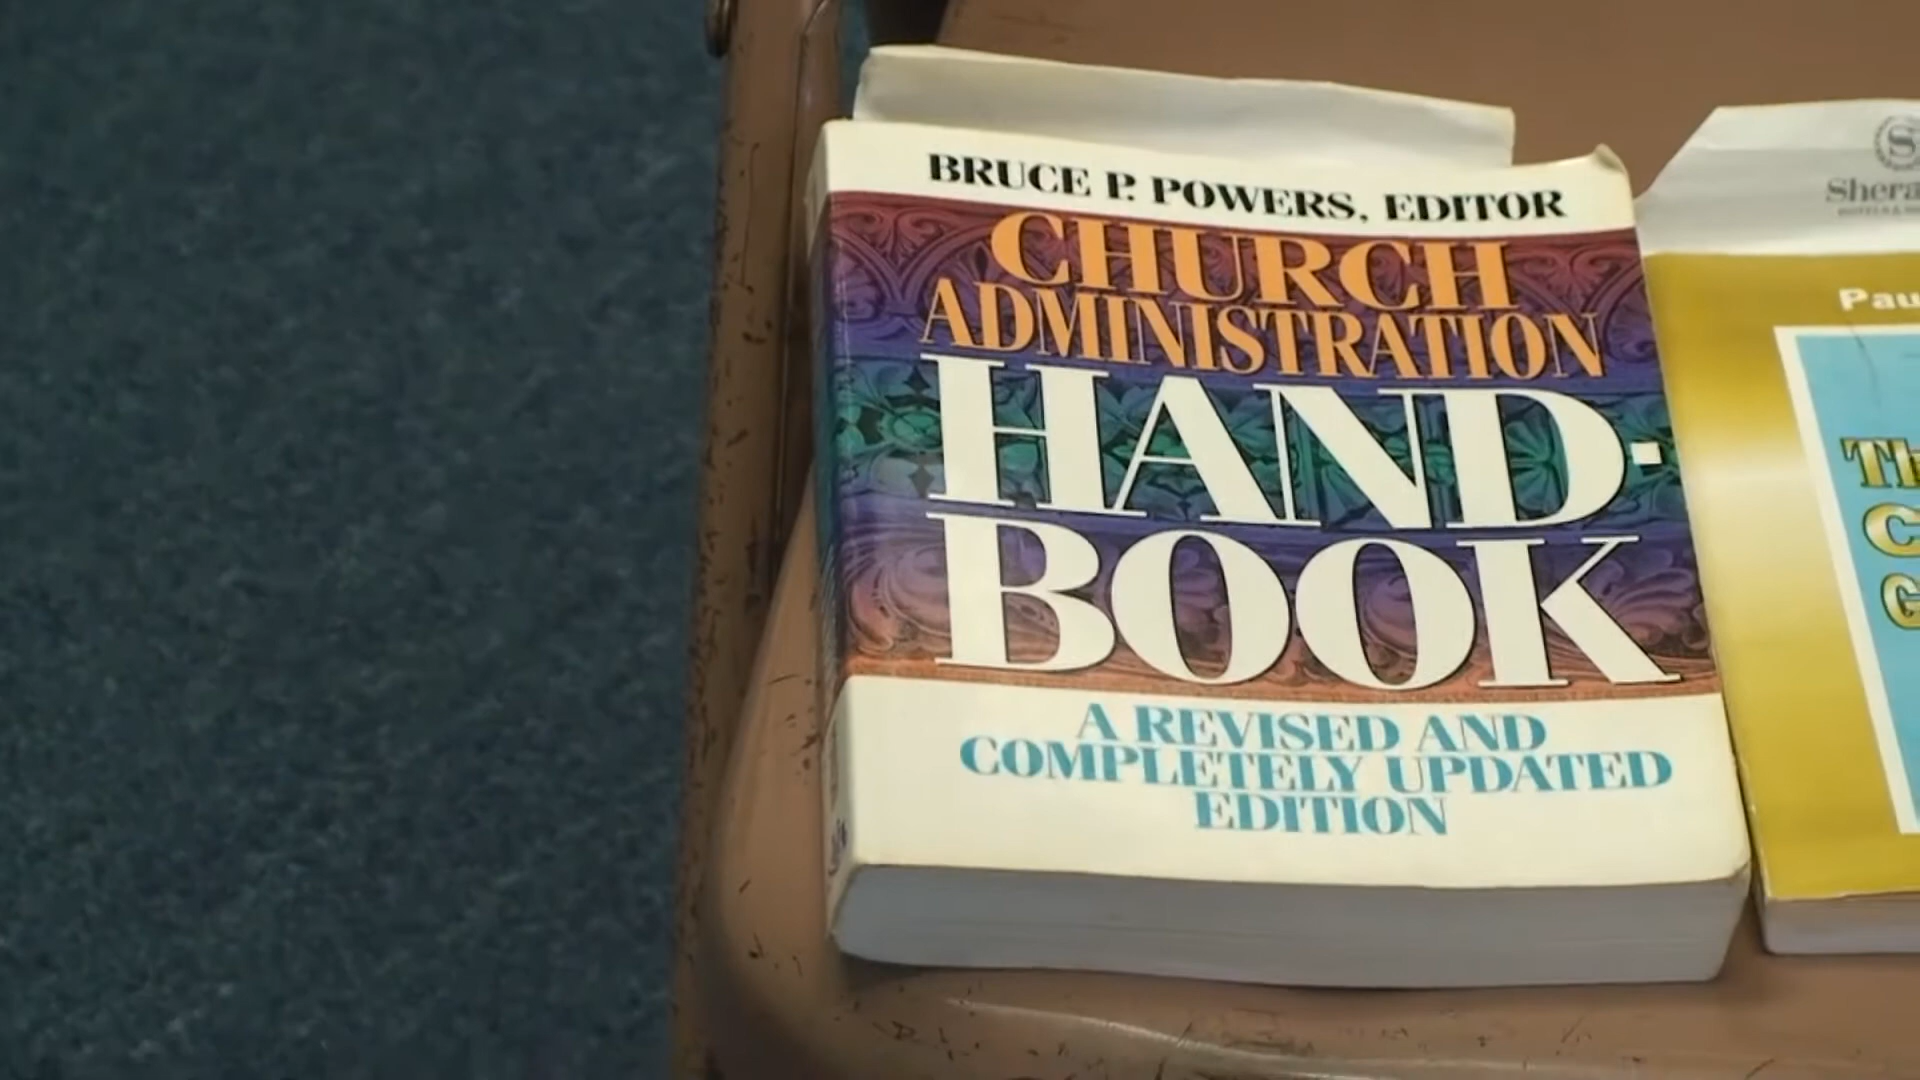 BRUCE P. POWERS, EDITOR
CHURCH
ADMINISTRATION
HAND-
BOOK
A REVISED AND
COMPLETELY UPDATED
EDITION
S